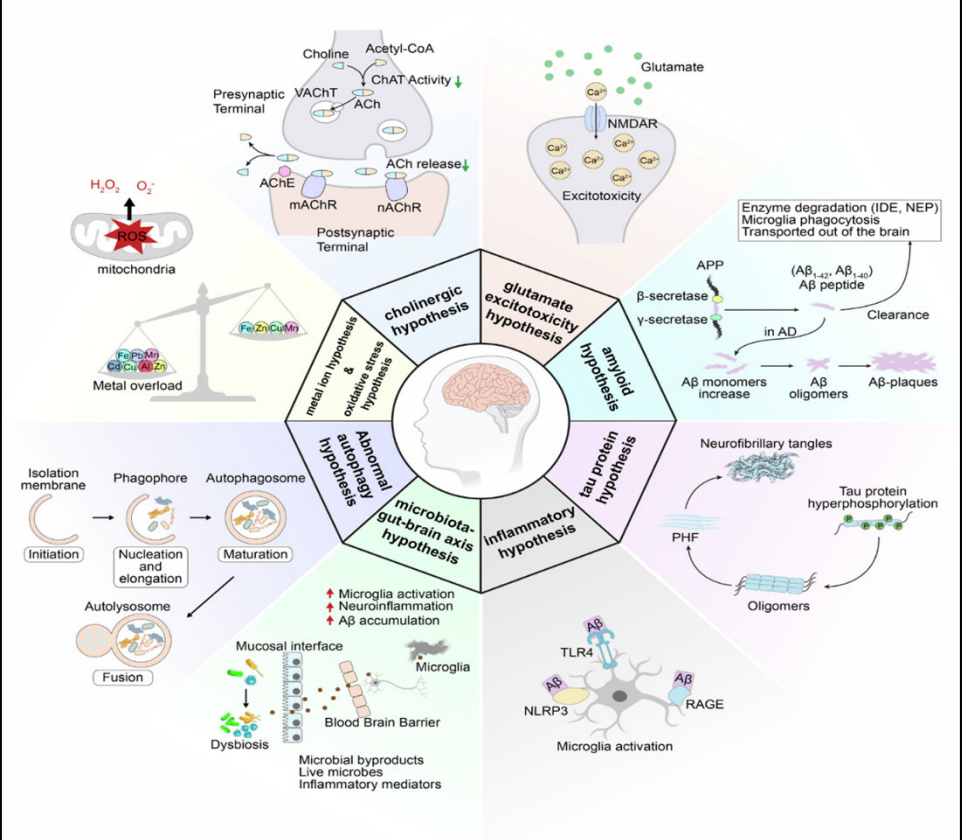 Choline
Acetyl-CoA
ChAT Activity
VAChT
ACh
Presynaptic
Terminal
ACh release
AChE
mAChR
nAChR
Postsynaptic
Terminal
Glutamate
Ca²⁺
NMDAR
Ca²⁺
Ca²⁺
Ca²⁺
Ca²⁺
Ca²⁺
Ca²⁺
Excitotoxicity
Enzyme degradation (IDE, NEP)
Microglia phagocytosis
Transported out of the brain
APP
(Aβ₁₋₄₂, Aβ₁₋₄₀)
Aβ peptide
β-secretase
γ-secretase
Clearance
in AD
Aβ monomers
increase
Aβ
oligomers
Aβ-plaques
H₂O₂ O₂⁻
ROS
mitochondria
Fe Zn Cu Mn
Fe Pb Mn
Cd Cu Al Zn
Metal overload
cholinergic
hypothesis
glutamate
excitotoxicity
hypothesis
amyloid
hypothesis
tau protein
hypothesis
inflammatory
hypothesis
microbiota-
gut-brain axis
hypothesis
Abnormal
autophagy
hypothesis
metal ion hypothesis
&
oxidative stress
hypothesis
Neurofibrillary tangles
Tau protein
hyperphosphorylation
P P P P P
PHF
Oligomers
Isolation
membrane
Phagophore
Autophagosome
Initiation
Nucleation
and
elongation
Maturation
Autolysosome
Fusion
Microglia activation
Neuroinflammation
Aβ accumulation
Mucosal interface
Microglia
Blood Brain Barrier
Dysbiosis
Microbial byproducts
Live microbes
Inflammatory mediators
Aβ
TLR4
Aβ
NLRP3
Aβ
RAGE
Microglia activation